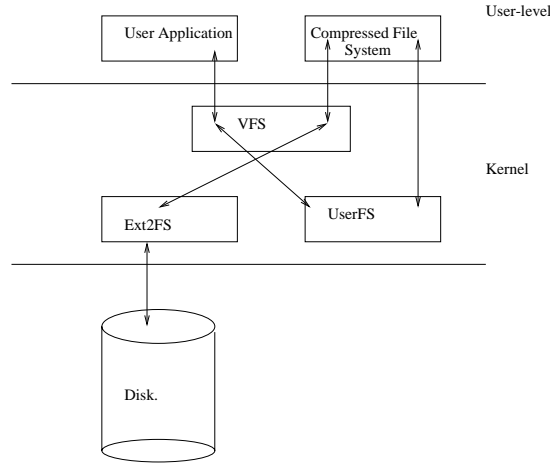 User-level
User Application
Compressed File
System
VFS
Kernel
Ext2FS
UserFS
Disk.